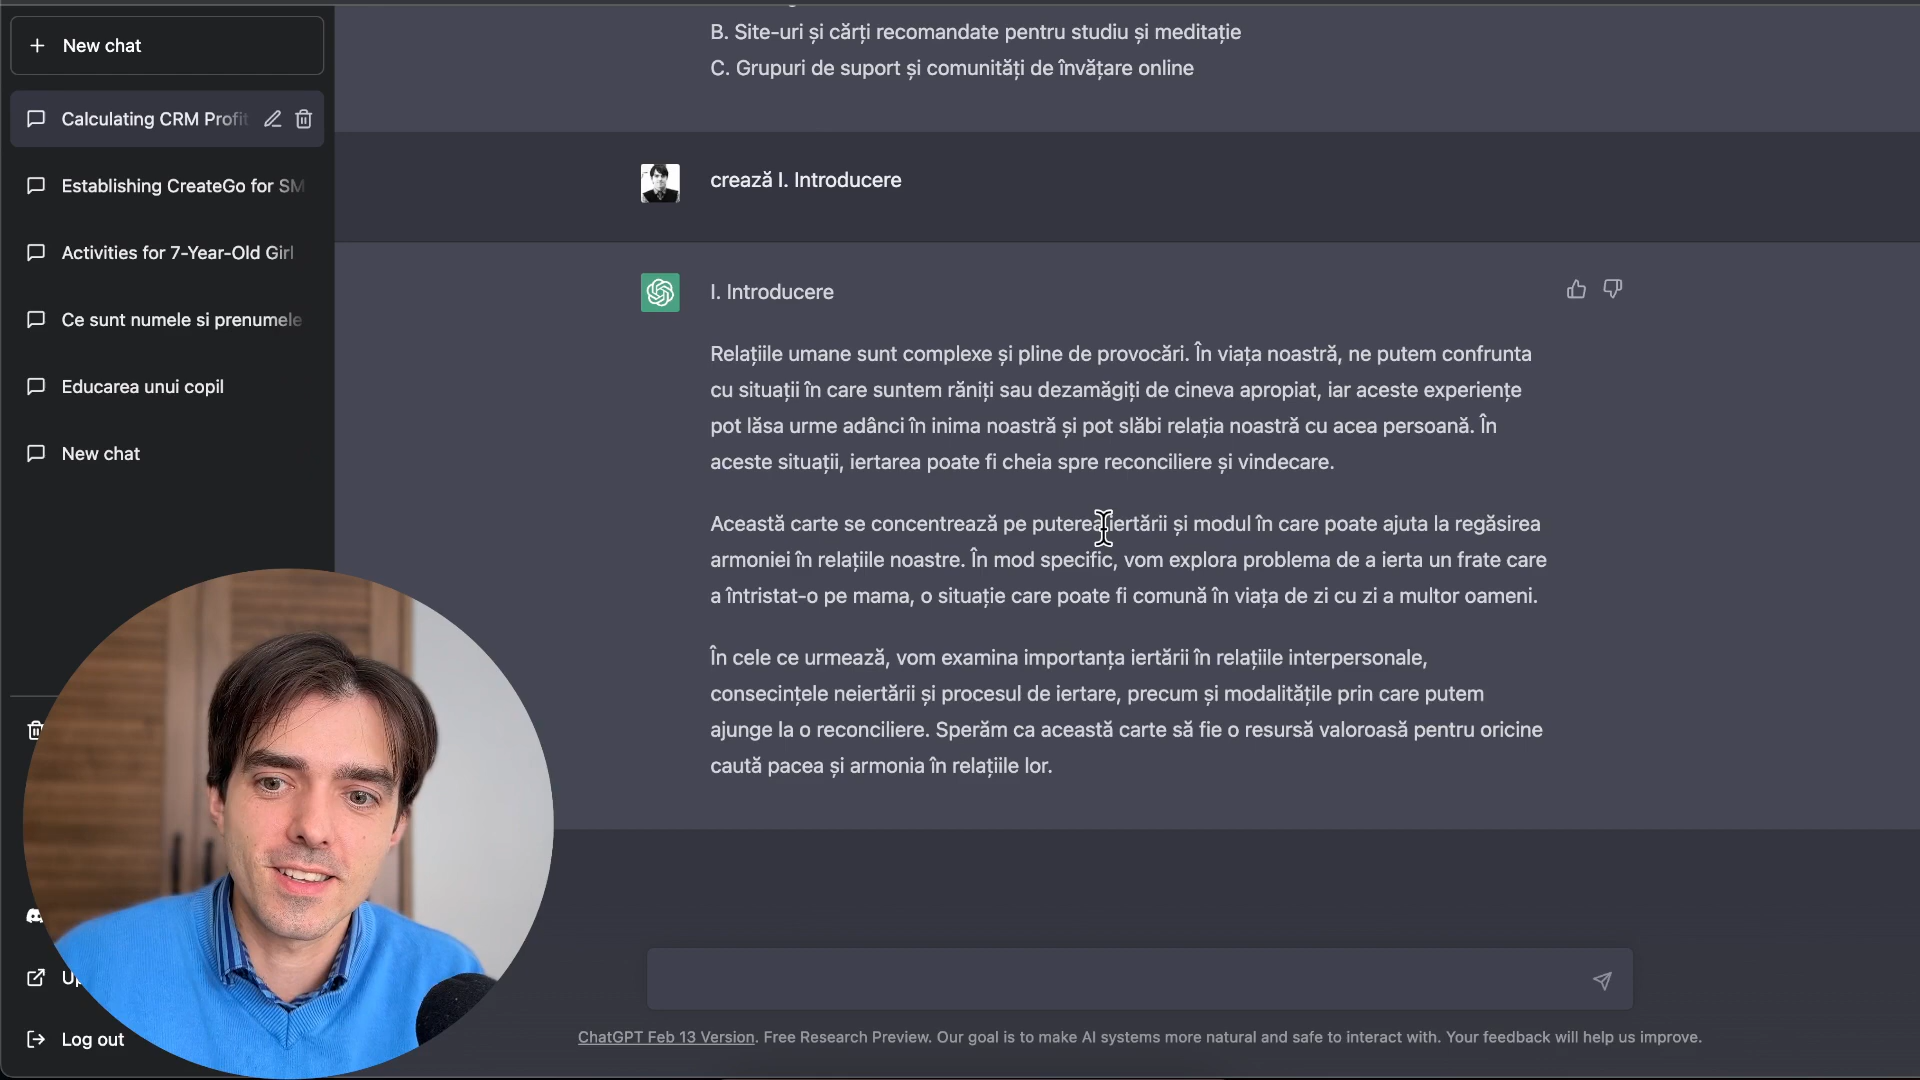 New chat
Calculating CRM Profit
Establishing CreateGo for SM
Activities for 7-Year-Old Girl
Ce sunt numele si prenumele
Educarea unui copil
New chat
Log out
B. Site-uri și cărți recomandate pentru studiu și meditație
C. Grupuri de suport și comunități de învățare online
crează I. Introducere
I. Introducere
Relațiile umane sunt complexe și pline de provocări. În viața noastră, ne putem confrunta
cu situații în care suntem răniți sau dezamăgiți de cineva apropiat, iar aceste experiențe
pot lăsa urme adânci în inima noastră și pot slăbi relația noastră cu acea persoană. În
aceste situații, iertarea poate fi cheia spre reconciliere și vindecare.
Această carte se concentrează pe puterea iertării și modul în care poate ajuta la regăsirea
armoniei în relațiile noastre. În mod specific, vom explora problema de a ierta un frate care
a întristat-o pe mama, o situație care poate fi comună în viața de zi cu zi a multor oameni.
În cele ce urmează, vom examina importanța iertării în relațiile interpersonale,
consecințele neiertării și procesul de iertare, precum și modalitățile prin care putem
ajunge la o reconciliere. Sperăm ca această carte să fie o resursă valoroasă pentru oricine
caută pacea și armonia în relațiile lor.
ChatGPT Feb 13 Version. Free Research Preview. Our goal is to make AI systems more natural and safe to interact with. Your feedback will help us improve.